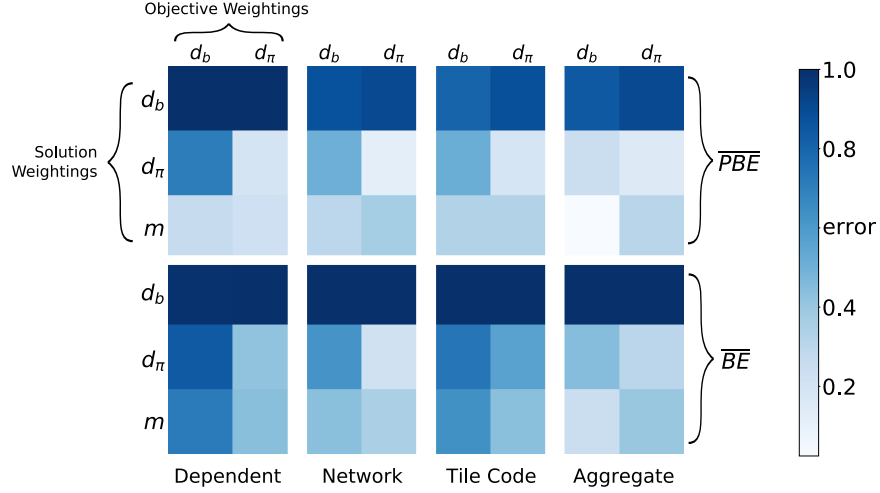 Objective Weightings
d_b d_π d_b d_π d_b d_π d_b d_π
Solution
Weightings
d_b
d_π
m
PBE
d_b
d_π
m
BE
Dependent Network Tile Code Aggregate
1.0
0.8
error
0.4
0.2